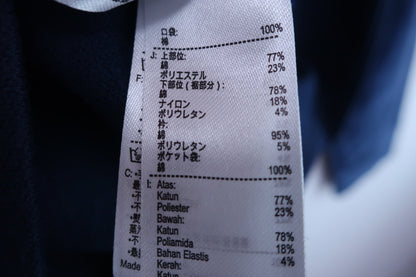 口袋:
棉 100%
J: 上部位:
綿 77%
ポリエステル 23%
下部位(裾部分):
綿 78%
ナイロン 18%
ポリウレタン 4%
衿:
綿 95%
ポリウレタン 5%
ポケット袋:
綿 100%
I: Atas:
Katun 77%
Poliester 23%
Bawah:
Katun 78%
Poliamida 18%
Bahan Elastis 4%
Kerah:
Katun
C:
Made